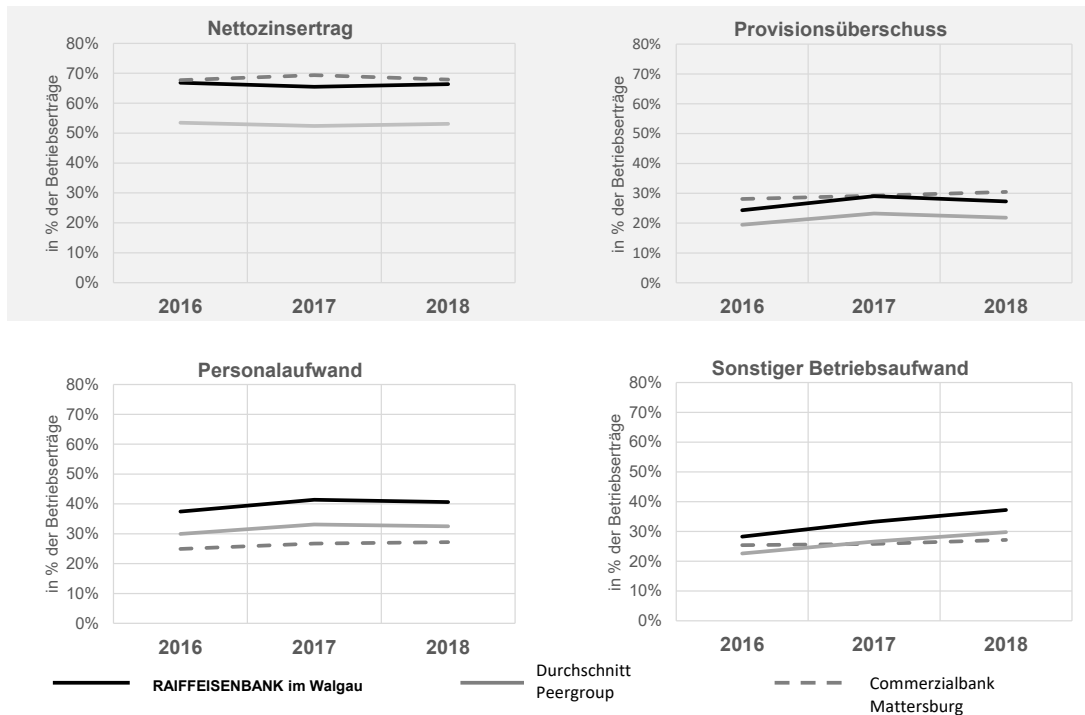 Nettozinsertrag
in % der Betriebserträge
80%
70%
60%
50%
40%
30%
20%
10%
0%
2016 2017 2018
Provisionsüberschuss
in % der Betriebserträge
80%
70%
60%
50%
40%
30%
20%
10%
0%
2016 2017 2018
Personalaufwand
in % der Betriebserträge
80%
70%
60%
50%
40%
30%
20%
10%
0%
2016 2017 2018
Sonstiger Betriebsaufwand
in % der Betriebserträge
80%
70%
60%
50%
40%
30%
20%
10%
0%
2016 2017 2018
RAIFFEISENBANK im Walgau
Durchschnitt
Peergroup
Commerzialbank
Mattersburg